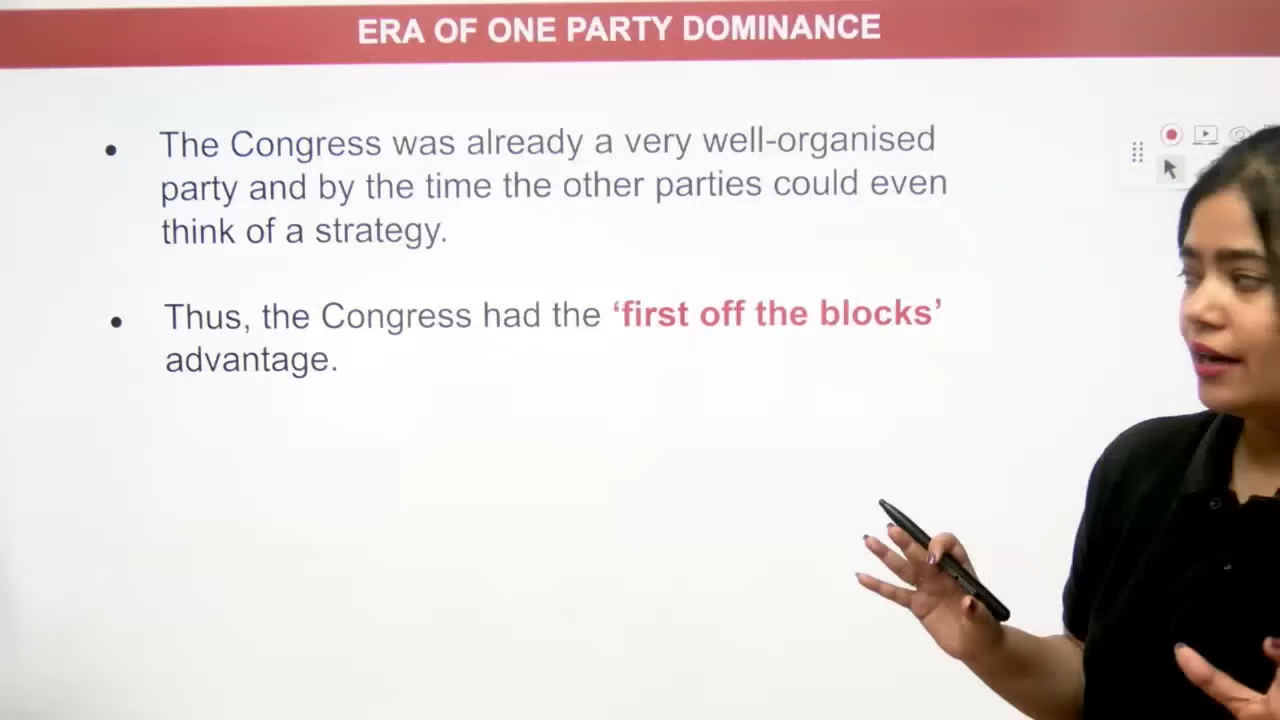 ERA OF ONE PARTY DOMINANCE
• The Congress was already a very well-organised
party and by the time the other parties could even
think of a strategy.
• Thus, the Congress had the ‘first off the blocks’
advantage.